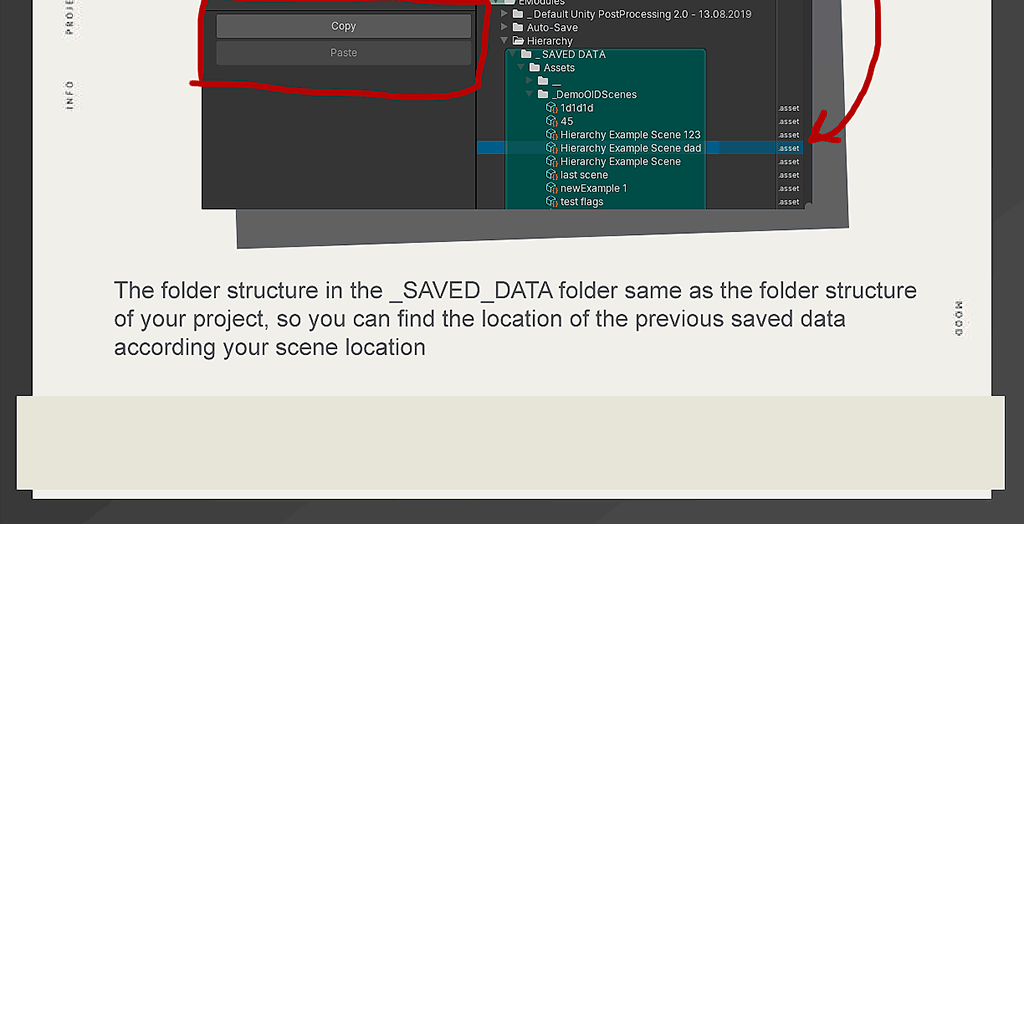 PROJE
INFO
Copy
Paste
EModules
_Default Unity PostProcessing 2.0 - 13.08.2019
Auto-Save
Hierarchy
_SAVED DATA
Assets
__
_DemoOlDScenes
1d1d1d .asset
45 .asset
Hierarchy Example Scene 123 .asset
Hierarchy Example Scene dad .asset
Hierarchy Example Scene .asset
last scene .asset
newExample 1 .asset
test flags .asset
The folder structure in the _SAVED_DATA folder same as the folder structure
of your project, so you can find the location of the previous saved data
according your scene location
MOOD